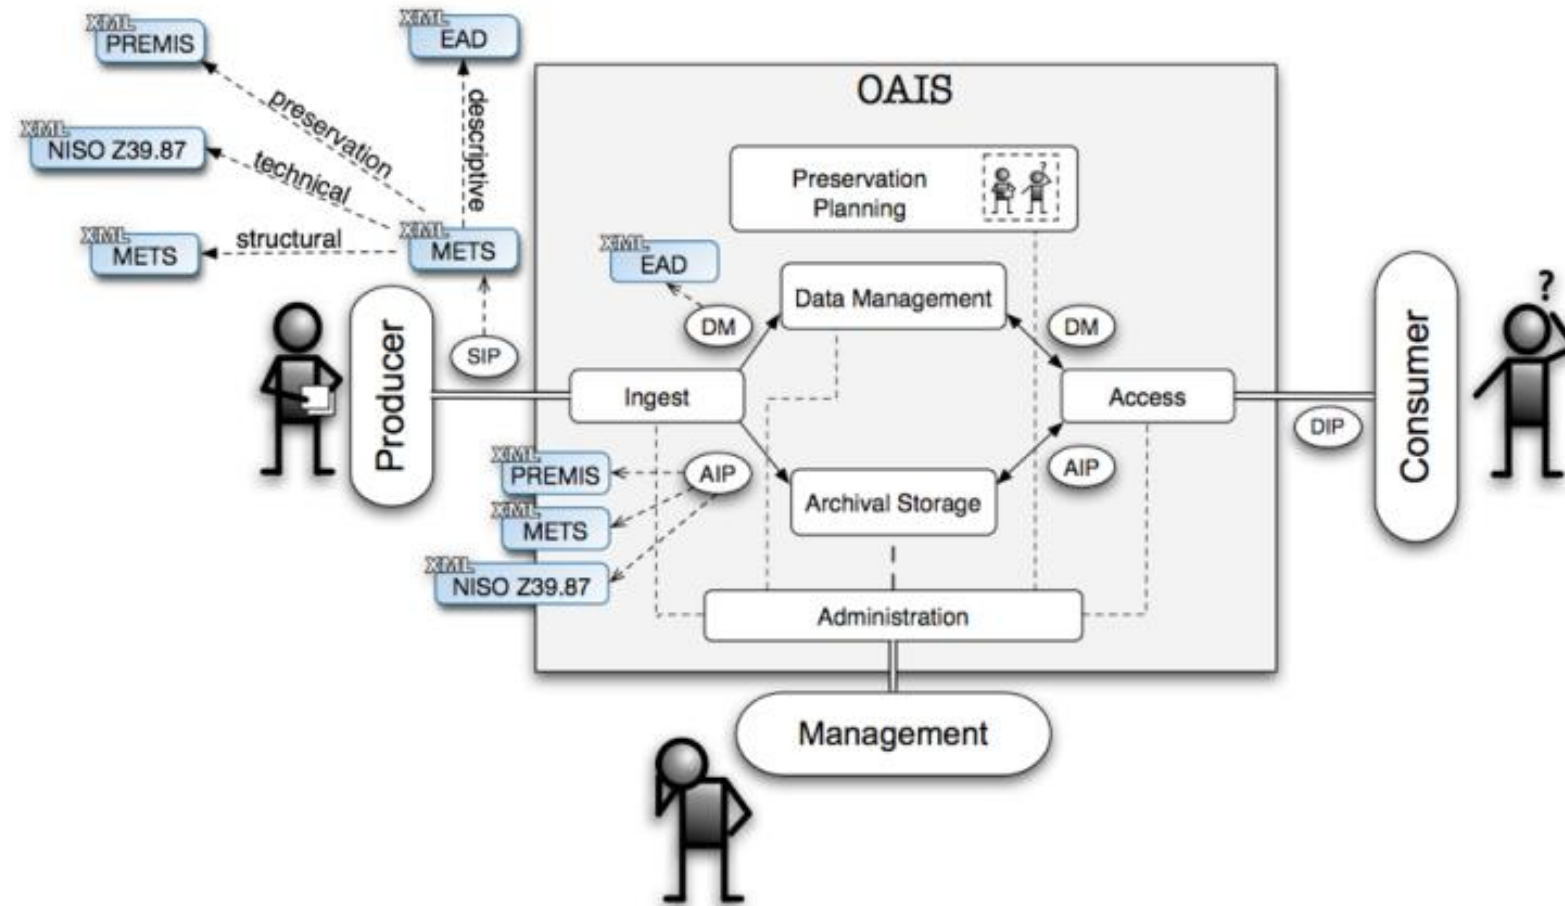 XML
PREMIS
XML
EAD
preservation
descriptive
XML
NISO Z39.87
technical
XML
METS
structural
XML
METS
OAIS
Preservation
Planning
?
XML
EAD
Data Management
DM
DM
SIP
Producer
Ingest
Access
DIP
Consumer
?
XML
PREMIS
AIP
AIP
XML
METS
Archival Storage
XML
NISO Z39.87
Administration
Management